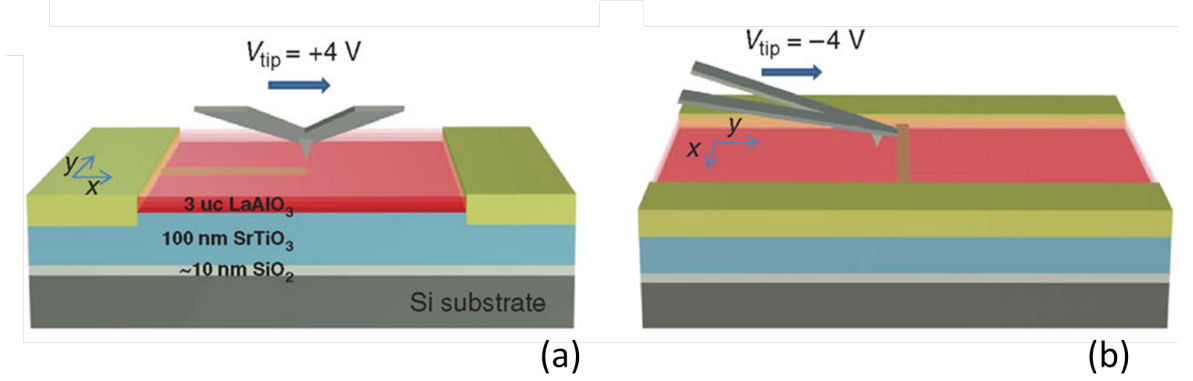 V_tip = +4 V
y
x
3 uc LaAlO₃
100 nm SrTiO₃
~10 nm SiO₂
Si substrate
(a)
V_tip = −4 V
y
x
(b)